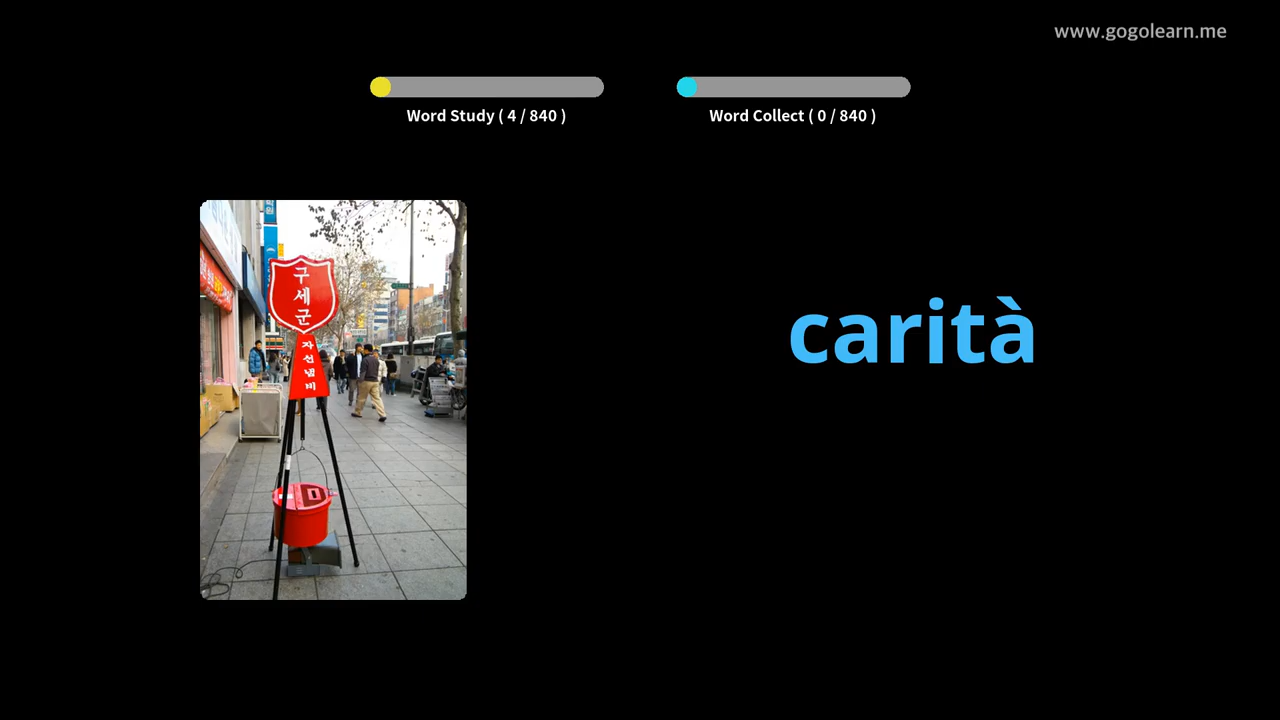 www.gogolearn.me
Word Study ( 4 / 840 )
Word Collect ( 0 / 840 )
구
세
군
자
선
냄
비
carità